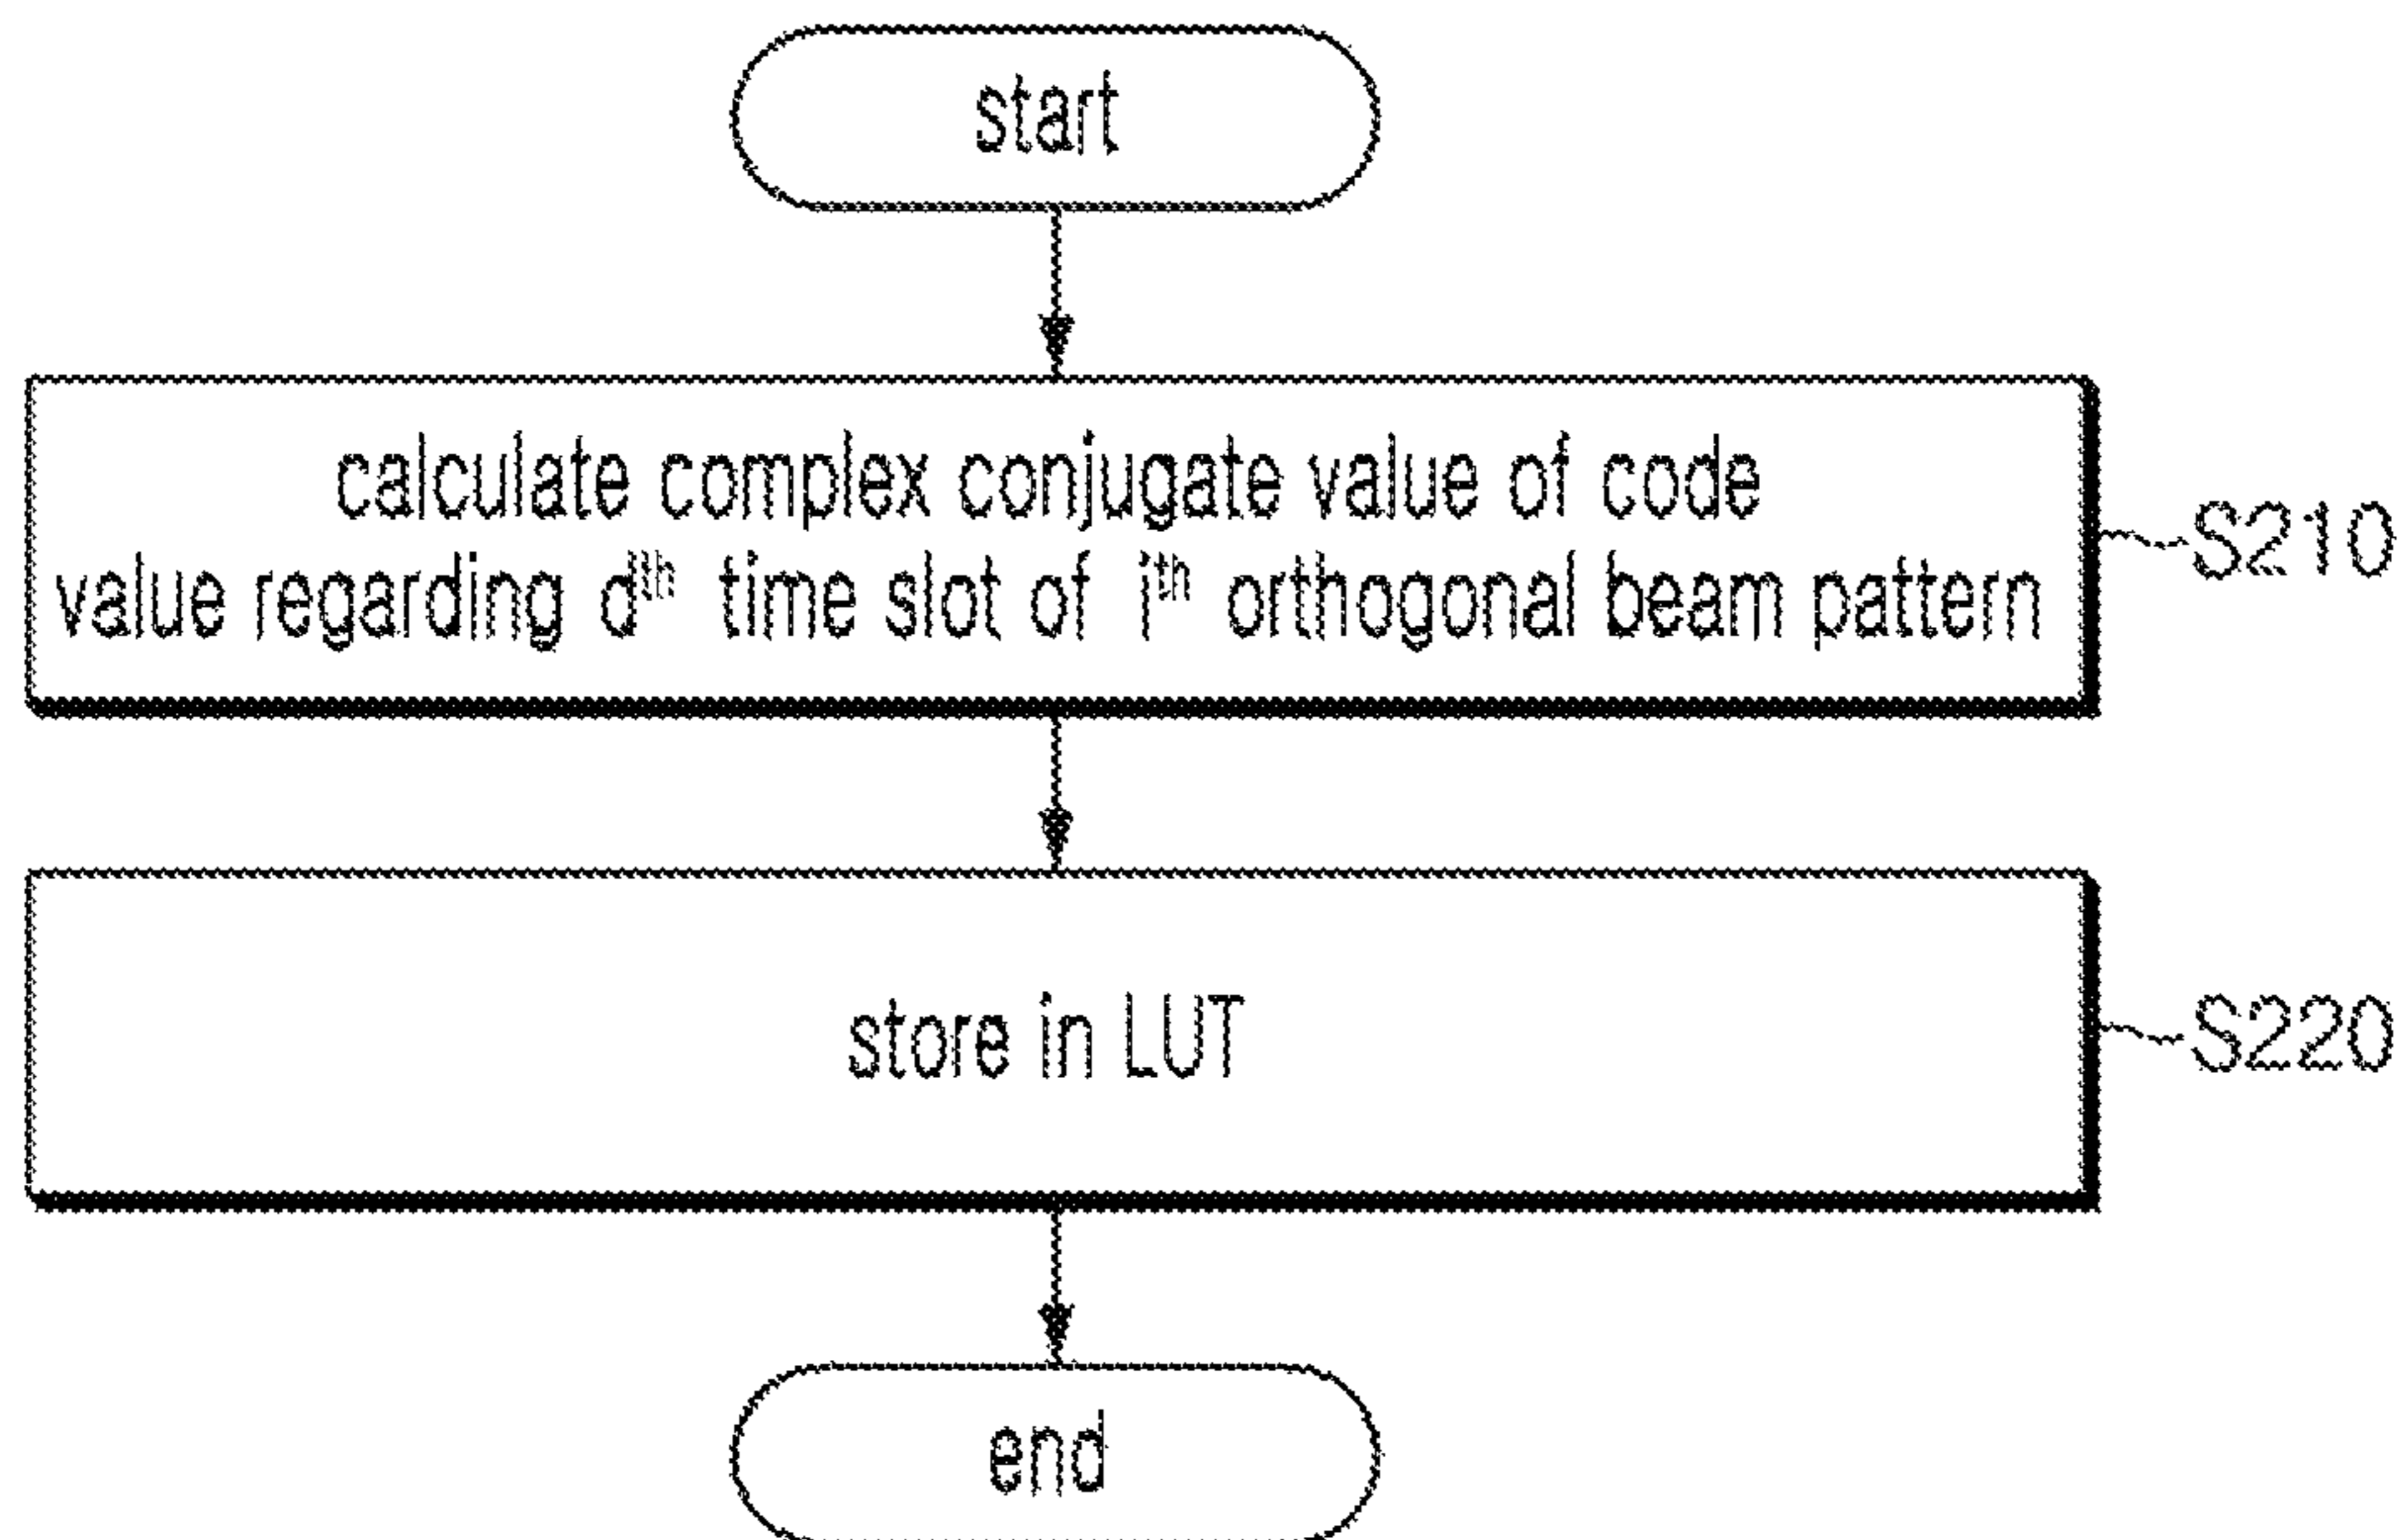 start
calculate complex conjugate value of code
value regarding dth time slot of ith orthogonal beam pattern
S210
store in LUT
S220
end